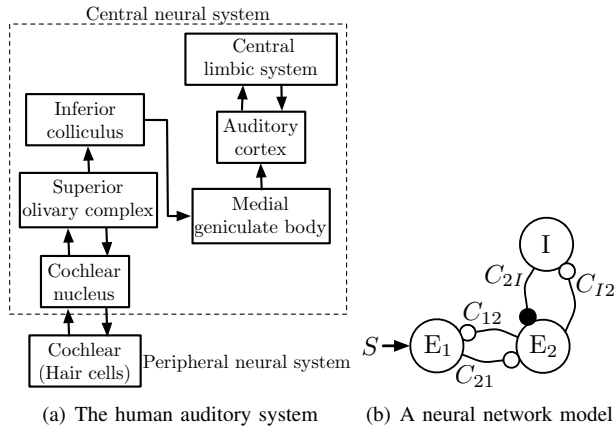 Central neural system
Central
limbic system
Inferior
colliculus
Auditory
cortex
Superior
olivary complex
Medial
geniculate body
Cochlear
nucleus
Cochlear
(Hair cells)
Peripheral neural system
(a) The human auditory system
I
C2I
CI2
C12
S
E1
E2
C21
(b) A neural network model